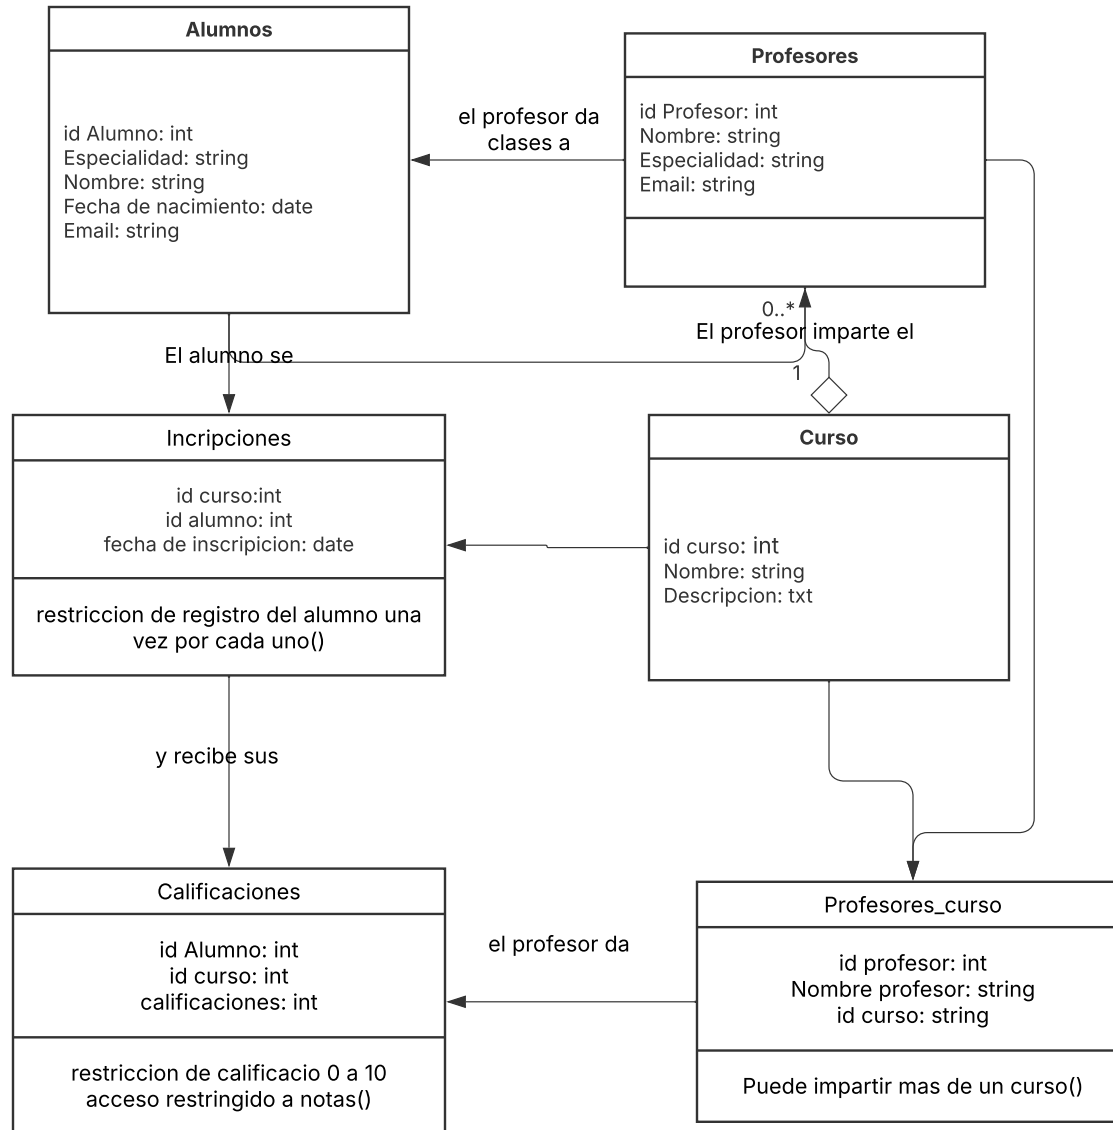 Alumnos
id Alumno: int
Especialidad: string
Nombre: string
Fecha de nacimiento: date
Email: string
el profesor da
clases a
Profesores
id Profesor: int
Nombre: string
Especialidad: string
Email: string
0..*
El profesor imparte el
1
El alumno se
Incripciones
id curso:int
id alumno: int
fecha de inscripicion: date
restriccion de registro del alumno una
vez por cada uno()
Curso
id curso: int
Nombre: string
Descripcion: txt
y recibe sus
Calificaciones
id Alumno: int
id curso: int
calificaciones: int
restriccion de calificacio 0 a 10
acceso restringido a notas()
el profesor da
Profesores_curso
id profesor: int
Nombre profesor: string
id curso: string
Puede impartir mas de un curso()